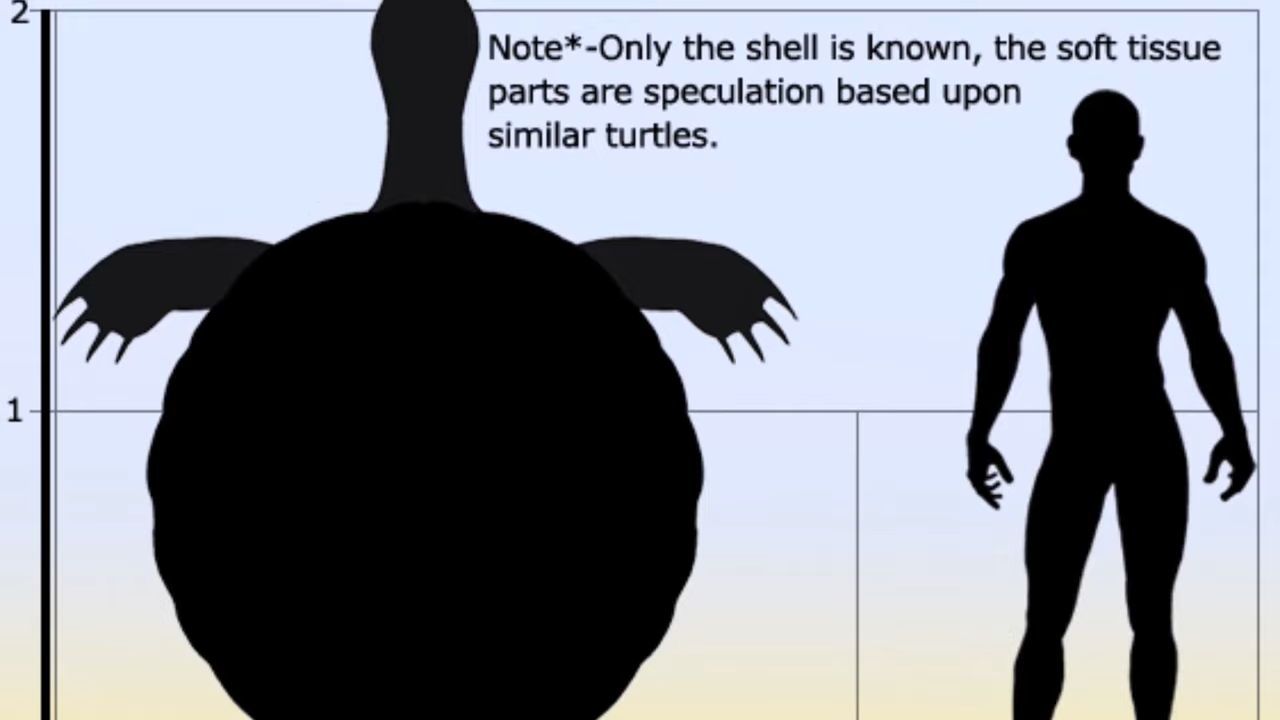 2
Note*-Only the shell is known, the soft tissue
parts are speculation based upon
similar turtles.
1